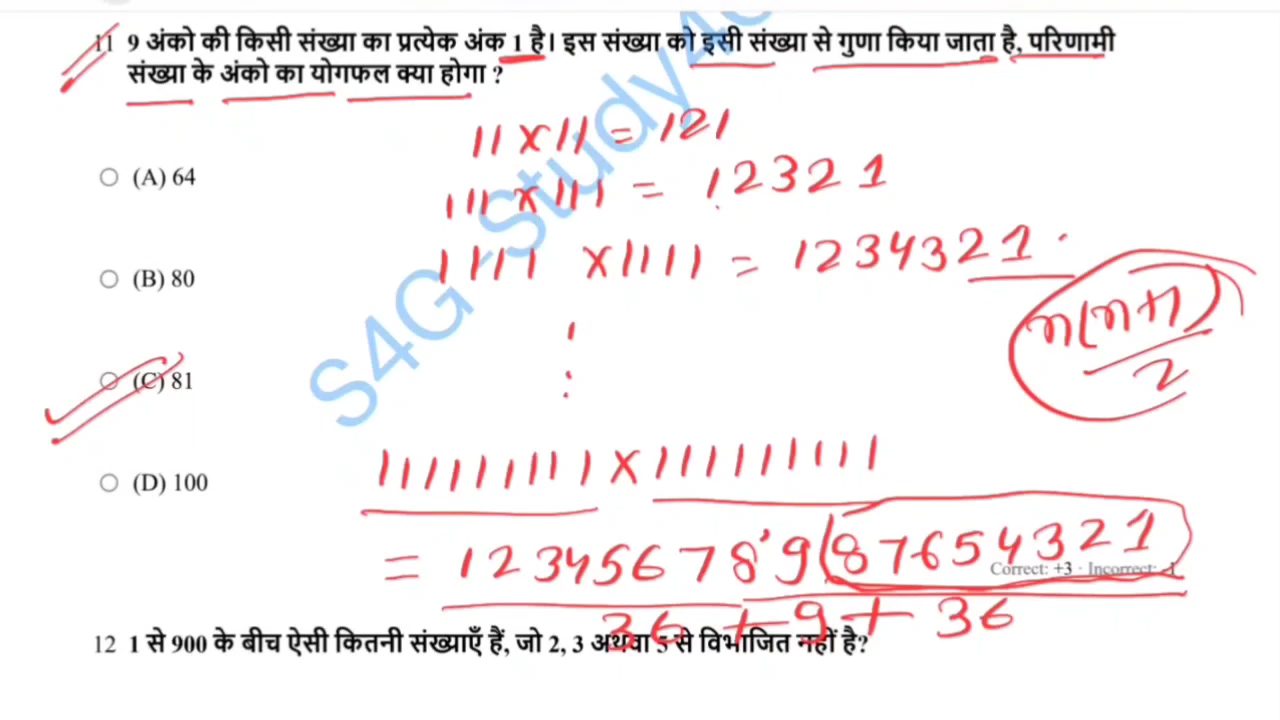 11 9 अंको की किसी संख्या का प्रत्येक अंक 1 है। इस संख्या को इसी संख्या से गुणा किया जाता है, परिणामी
संख्या के अंको का योगफल क्या होगा ?
11 X 11 = 121
(A) 64
111 X 111 = 12321
1111 X 1111 = 1234321
(B) 80
n(n+1)
2
(C) 81
111111111 X 111111111
(D) 100
= 12345678987654321
Correct: +3 · Incorrect: -1
36 + 9 + 36
12 1 से 900 के बीच ऐसी कितनी संख्याएँ हैं, जो 2, 3 अथवा 5 से विभाजित नहीं है?
S4G -Study4